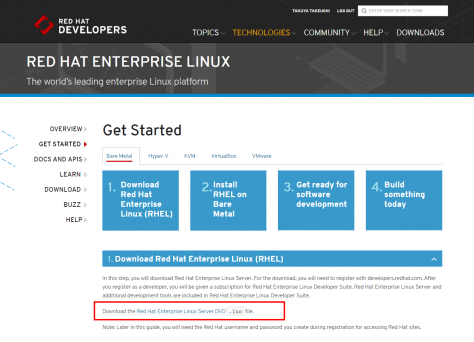 TAKUYA TAKEUCHI LOG OUT ENTER YOUR SEARCH TERM
RED HAT
DEVELOPERS
TOPICS TECHNOLOGIES COMMUNITY HELP DOWNLOADS
RED HAT ENTERPRISE LINUX
The world's leading enterprise Linux platform
OVERVIEW
GET STARTED
DOCS AND APIS
LEARN
DOWNLOAD
BUZZ
HELP
Get Started
Bare Metal Hyper-V KVM VirtualBox VMware
1. Download
Red Hat
Enterprise
Linux (RHEL)
2. Install
RHEL on
Bare
Metal
3. Get ready for
software
development
4. Build
something
today
1. Download Red Hat Enterprise Linux (RHEL)
In this step, you will download Red Hat Enterprise Linux Server. For the download, you will need to register with developers.redhat.com. After
you register as a developer, you will be given a subscription for Red Hat Enterprise Linux Developer Suite. Red Hat Enterprise Linux Server and
additional development tools are included in Red Hat Enterprise Linux Developer Suite.
Download the Red Hat Enterprise Linux Server DVD .iso file.
Note: Later in this guide, you will need the Red Hat username and password you create during registration for accessing Red Hat sites.